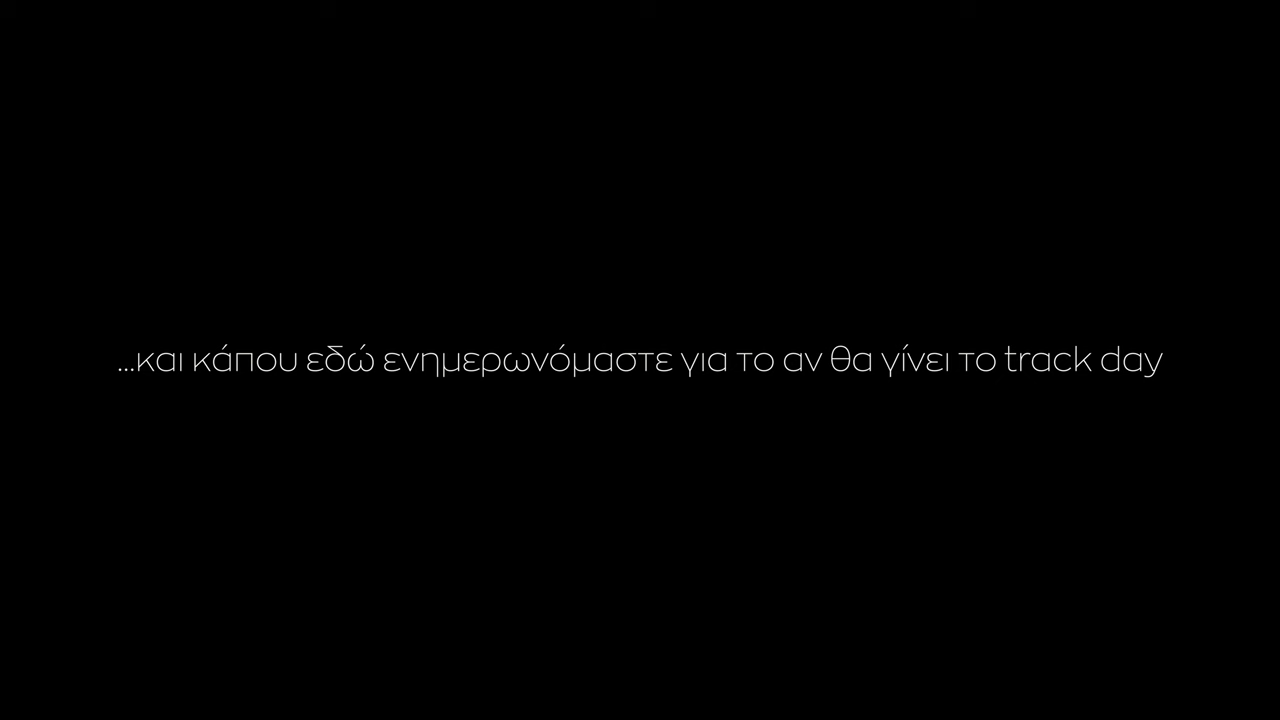 ...και κάπου εδώ ενημερωνόμαστε για το αν θα γίνει το track day